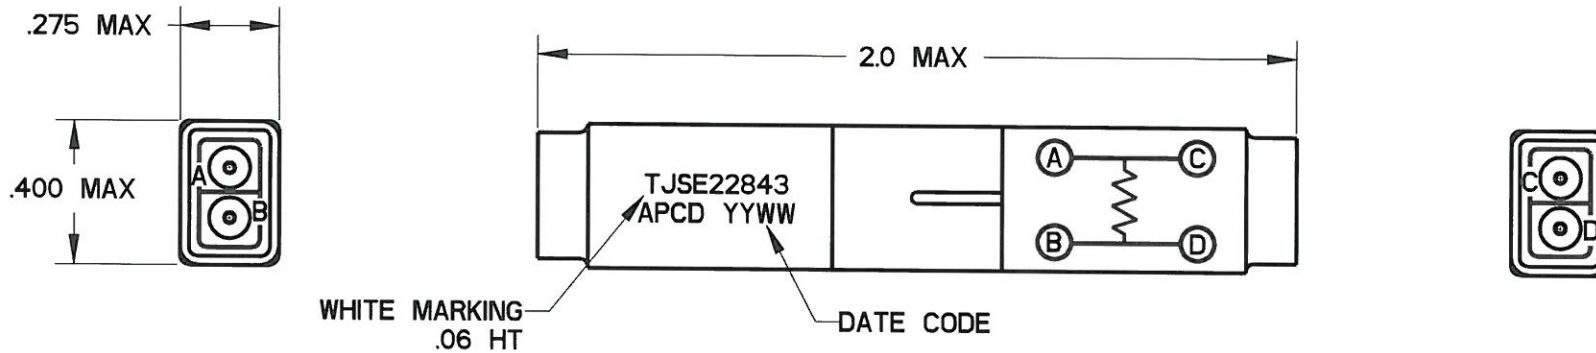 .275 MAX
2.0 MAX
.400 MAX
A
B
TJSE22843
APCD YYWW
A
C
B
D
C
D
WHITE MARKING
.06 HT
DATE CODE